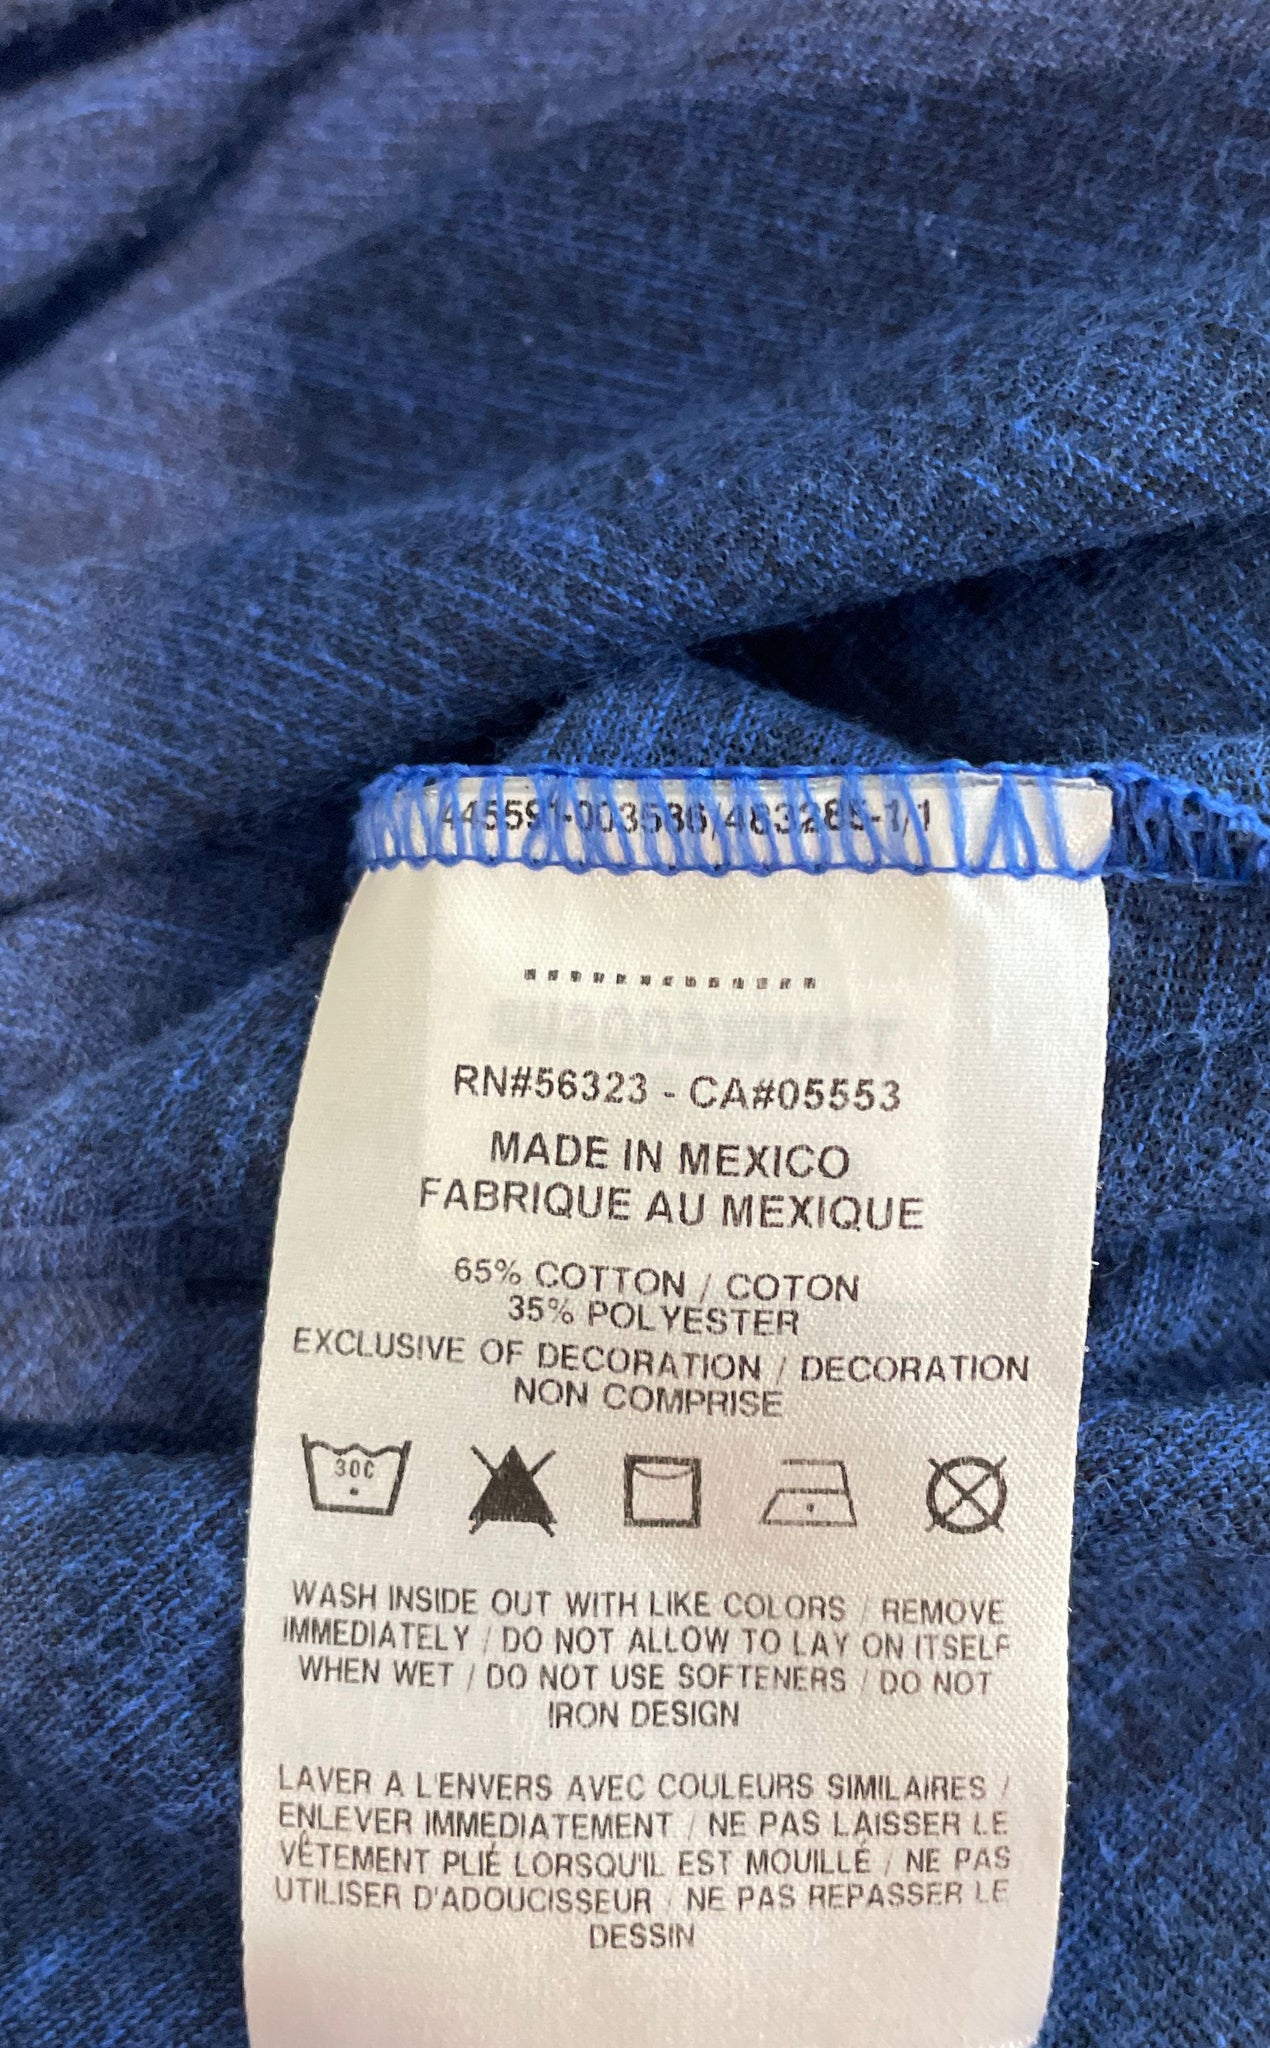 RN#56323 - CA#05553
MADE IN MEXICO
FABRIQUE AU MEXIQUE
65% COTTON / COTON
35% POLYESTER
EXCLUSIVE OF DECORATION / DECORATION
NON COMPRISE
30C
WASH INSIDE OUT WITH LIKE COLORS / REMOVE
IMMEDIATELY / DO NOT ALLOW TO LAY ON ITSELF
WHEN WET / DO NOT USE SOFTENERS / DO NOT
IRON DESIGN
LAVER A L'ENVERS AVEC COULEURS SIMILAIRES /
ENLEVER IMMEDIATEMENT / NE PAS LAISSER LE
VÊTEMENT PLIÉ LORSQU'IL EST MOUILLÉ / NE PAS
UTILISER D'ADOUCISSEUR / NE PAS REPASSER LE
DESSIN